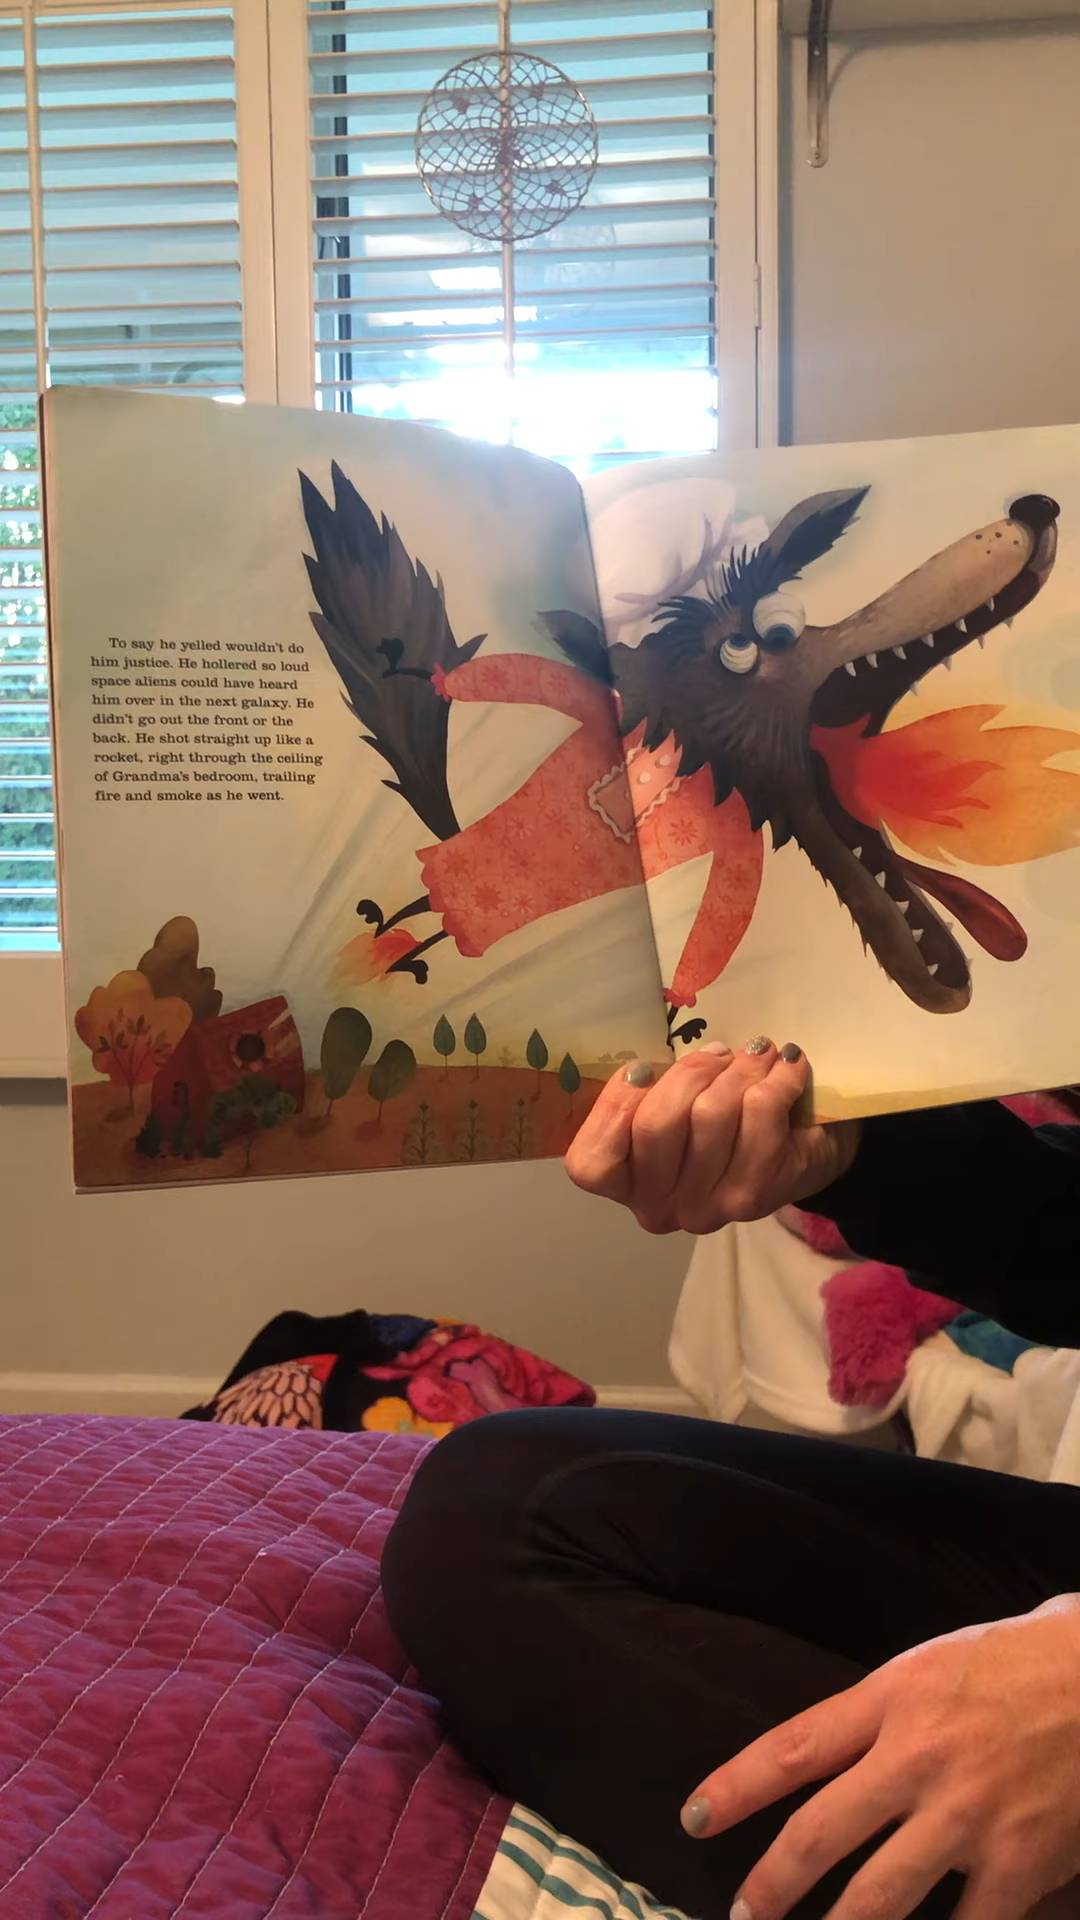 To say he yelled wouldn't do
him justice. He hollered so loud
space aliens could have heard
him over in the next galaxy. He
didn't go out the front or the
back. He shot straight up like a
rocket, right through the ceiling
of Grandma's bedroom, trailing
fire and smoke as he went.